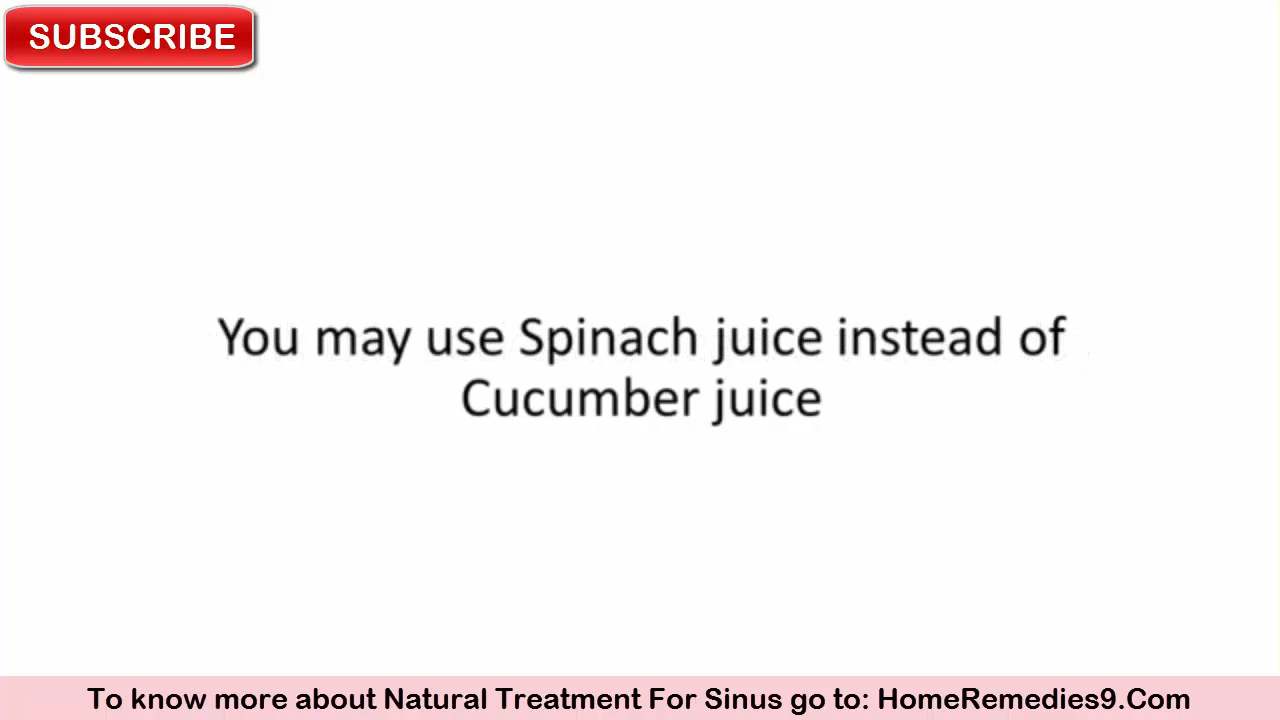 SUBSCRIBE
You may use Spinach juice instead of
Cucumber juice
To know more about Natural Treatment For Sinus go to: HomeRemedies9.Com